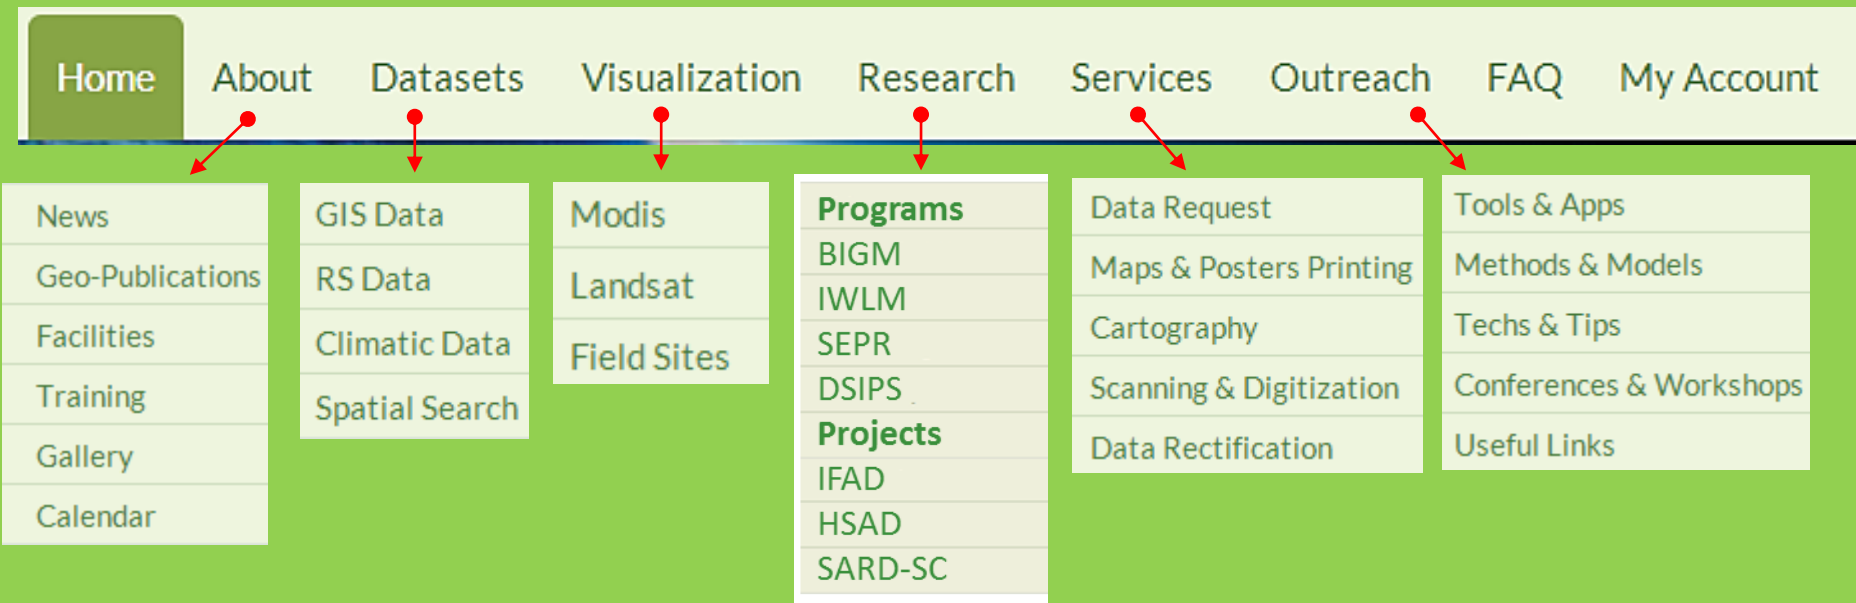 Home About Datasets Visualization Research Services Outreach FAQ My Account
News
Geo-Publications
Facilities
Training
Gallery
Calendar
GIS Data
RS Data
Climatic Data
Spatial Search
Modis
Landsat
Field Sites
Programs
BIGM
IWLM
SEPR
DSIPS
Projects
IFAD
HSAD
SARD-SC
Data Request
Maps & Posters Printing
Cartography
Scanning & Digitization
Data Rectification
Tools & Apps
Methods & Models
Techs & Tips
Conferences & Workshops
Useful Links